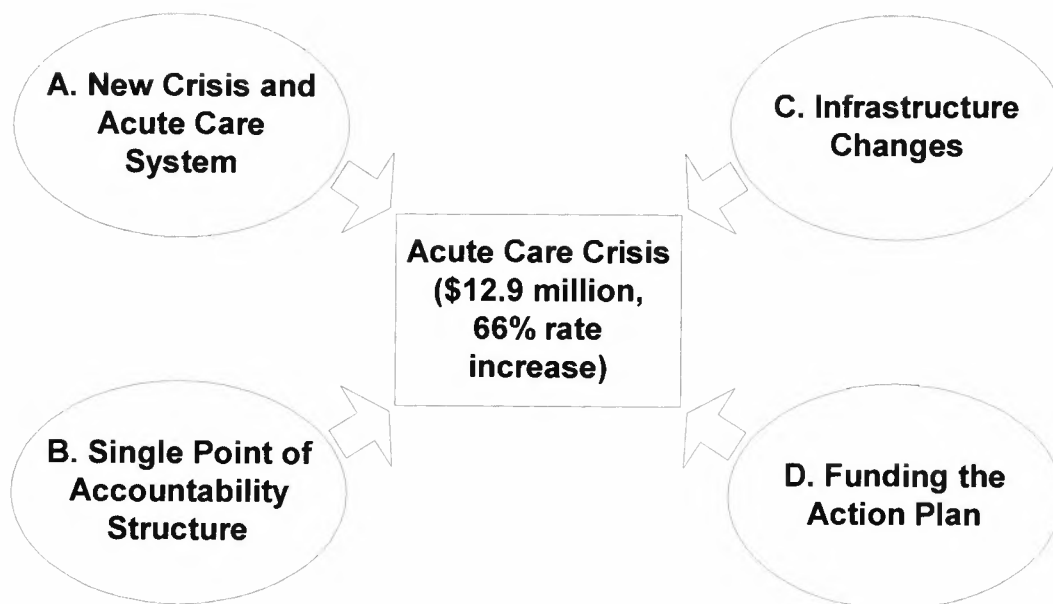 A. New Crisis and
Acute Care
System
C. Infrastructure
Changes
Acute Care Crisis
($12.9 million,
66% rate
increase)
B. Single Point of
Accountability
Structure
D. Funding the
Action Plan